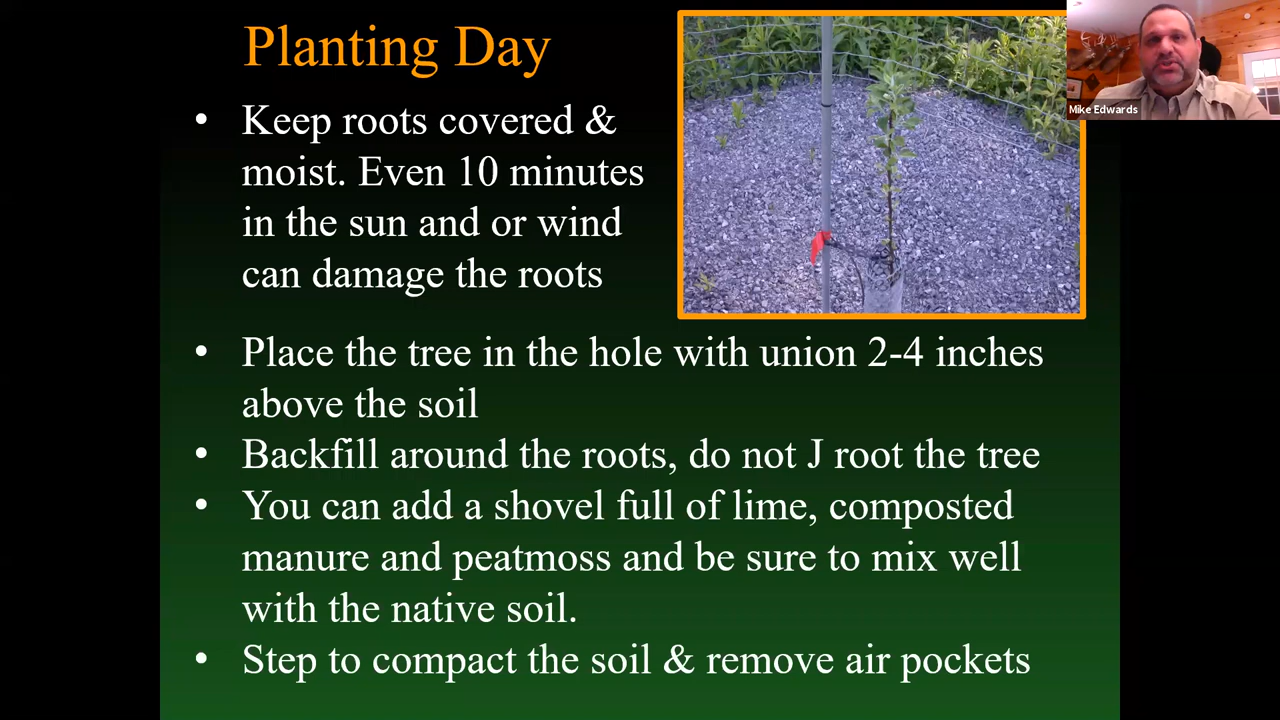 Planting Day
• Keep roots covered &
moist. Even 10 minutes
in the sun and or wind
can damage the roots
• Place the tree in the hole with union 2-4 inches
above the soil
• Backfill around the roots, do not J root the tree
• You can add a shovel full of lime, composted
manure and peatmoss and be sure to mix well
with the native soil.
• Step to compact the soil & remove air pockets
Mike Edwards